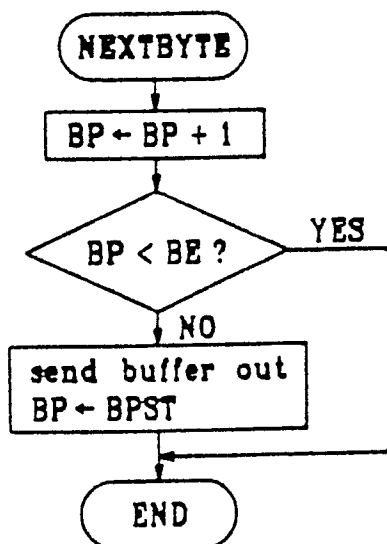 NEXTBYTE
BP ← BP + 1
BP < BE ?
YES
NO
send buffer out
BP ← BPST
END